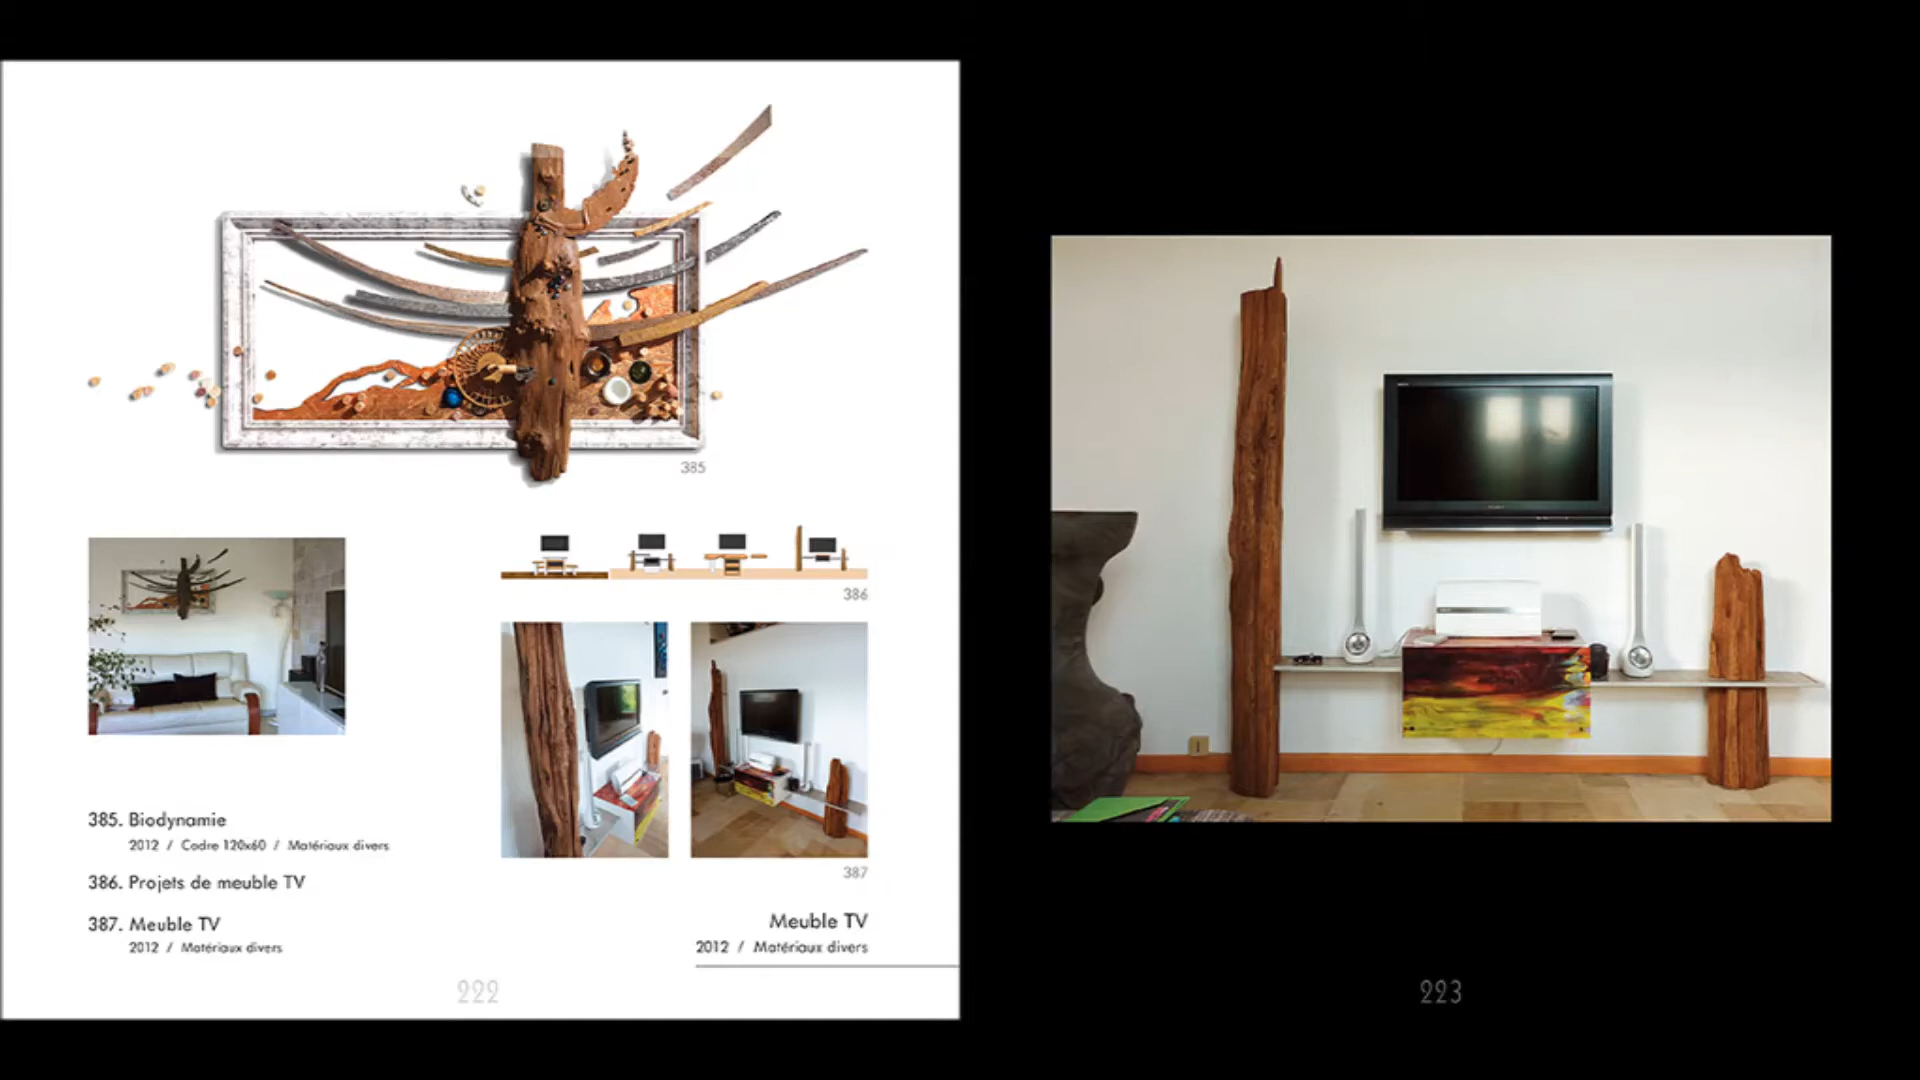 385
386
387
385. Biodynamie
2012 / Cadre 120x60 / Matériaux divers
386. Projets de meuble TV
387. Meuble TV
2012 / Matériaux divers
Meuble TV
2012 / Matériaux divers
222
223